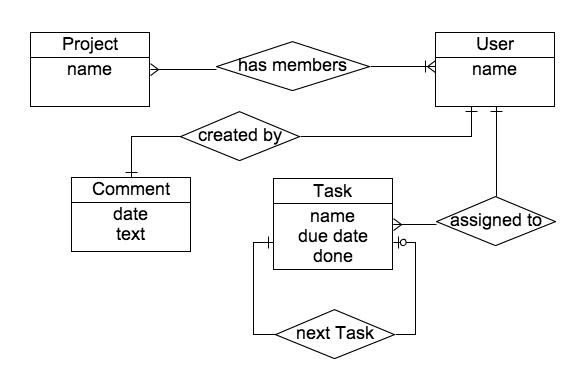 Project
name
has members
User
name
created by
Comment
date
text
Task
name
due date
done
assigned to
next Task